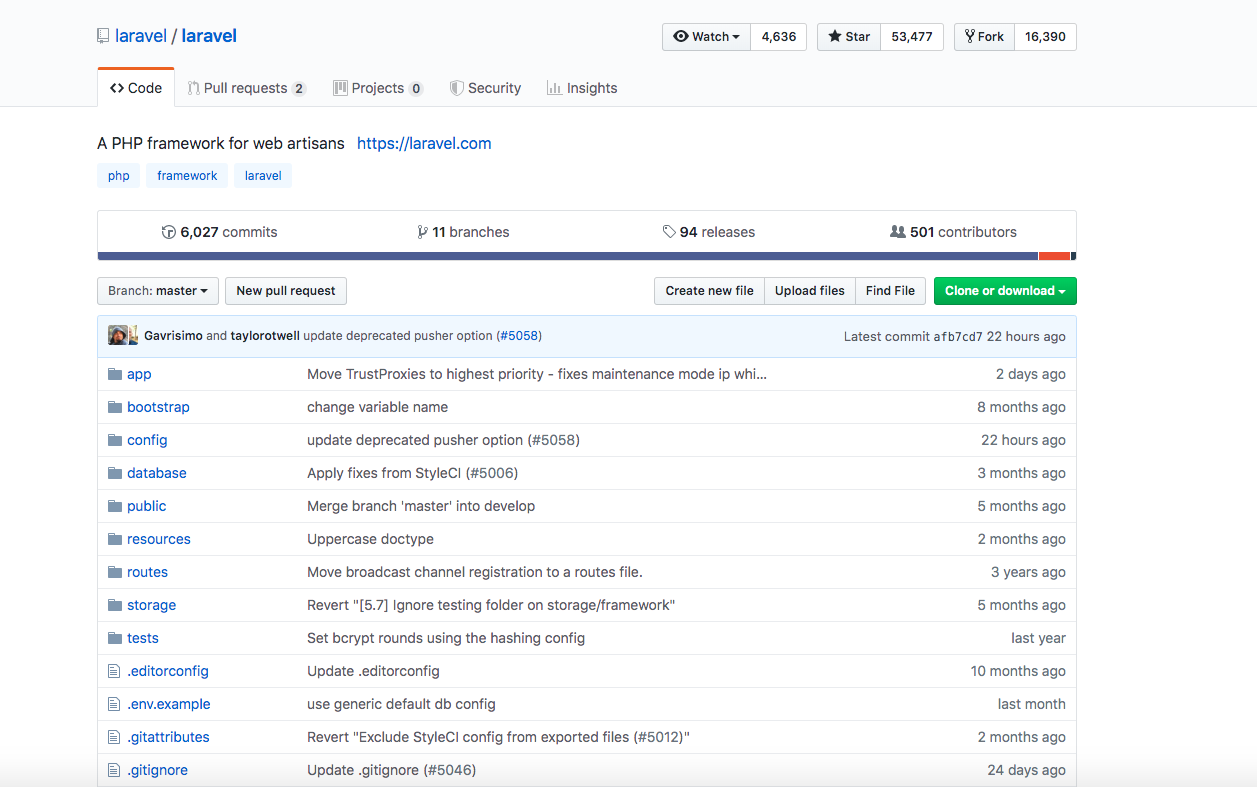 laravel / laravel
Watch 4,636 Star 53,477 Fork 16,390
Code Pull requests 2 Projects 0 Security Insights
A PHP framework for web artisans https://laravel.com
php framework laravel
6,027 commits 11 branches 94 releases 501 contributors
Branch: master New pull request Create new file Upload files Find File Clone or download
Gavrisimo and taylorotwell update deprecated pusher option (#5058) Latest commit afb7cd7 22 hours ago
app Move TrustProxies to highest priority - fixes maintenance mode ip whi... 2 days ago
bootstrap change variable name 8 months ago
config update deprecated pusher option (#5058) 22 hours ago
database Apply fixes from StyleCI (#5006) 3 months ago
public Merge branch 'master' into develop 5 months ago
resources Uppercase doctype 2 months ago
routes Move broadcast channel registration to a routes file. 3 years ago
storage Revert "[5.7] Ignore testing folder on storage/framework" 5 months ago
tests Set bcrypt rounds using the hashing config last year
.editorconfig Update .editorconfig 10 months ago
.env.example use generic default db config last month
.gitattributes Revert "Exclude StyleCI config from exported files (#5012)" 2 months ago
.gitignore Update .gitignore (#5046) 24 days ago